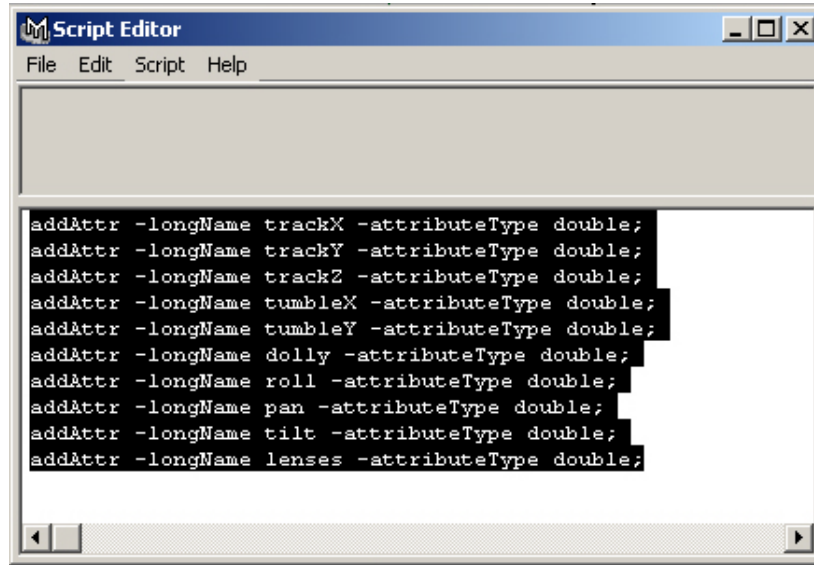 Script Editor
File Edit Script Help
addAttr -longName trackX -attributeType double;
addAttr -longName trackY -attributeType double;
addAttr -longName trackZ -attributeType double;
addAttr -longName tumbleX -attributeType double;
addAttr -longName tumbleY -attributeType double;
addAttr -longName dolly -attributeType double;
addAttr -longName roll -attributeType double;
addAttr -longName pan -attributeType double;
addAttr -longName tilt -attributeType double;
addAttr -longName lenses -attributeType double;